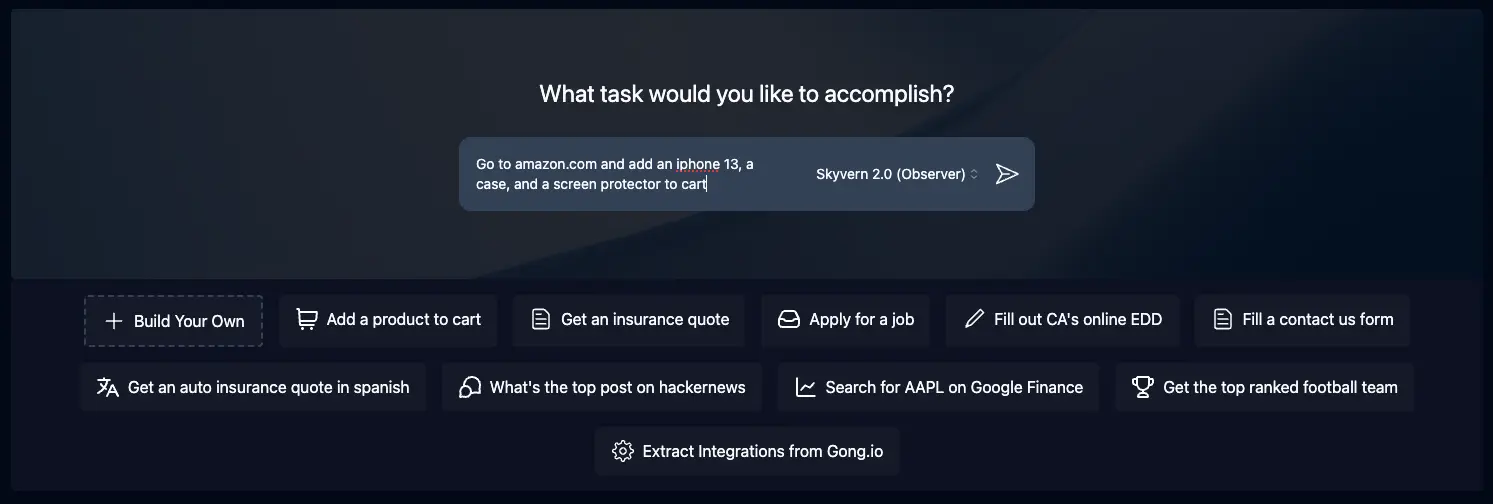 What task would you like to accomplish?
Go to amazon.com and add an iphone 13, a
case, and a screen protector to cart
Skyvern 2.0 (Observer)
Build Your Own
Add a product to cart
Get an insurance quote
Apply for a job
Fill out CA's online EDD
Fill a contact us form
Get an auto insurance quote in spanish
What's the top post on hackernews
Search for AAPL on Google Finance
Get the top ranked football team
Extract Integrations from Gong.io